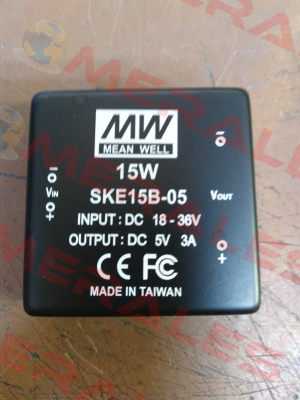 MW
MEAN WELL
15W
SKE15B-05
INPUT : DC 18 - 36V
OUTPUT : DC 5V 3A
CE FC
MADE IN TAIWAN
VIN
VOUT
MERALES